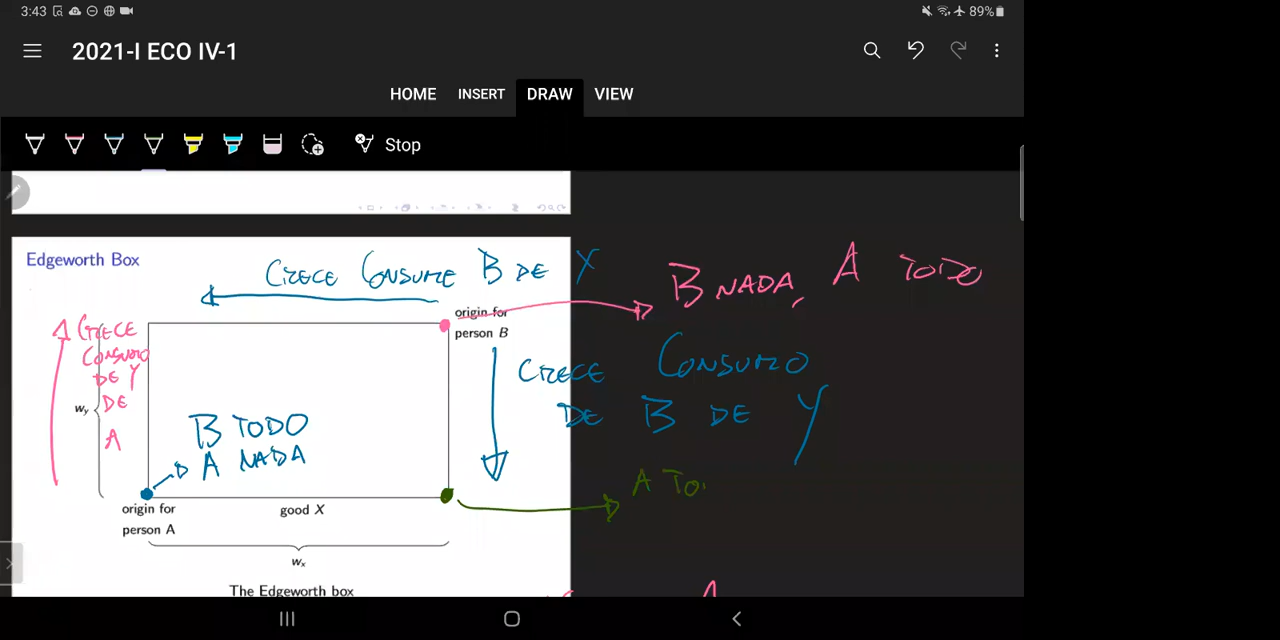 3:43
89%
2021-I ECO IV-1
HOME INSERT DRAW VIEW
Stop
Edgeworth Box
CRECE CONSUME B DE X
B NADA, A TODO
origin for
person B
CRECE
CONSUMO
DE Y
DE
A
wy
CRECE CONSUMO
DE B DE Y
B TODO
A NADA
A TO
origin for
person A
good X
wx
The Edgeworth box